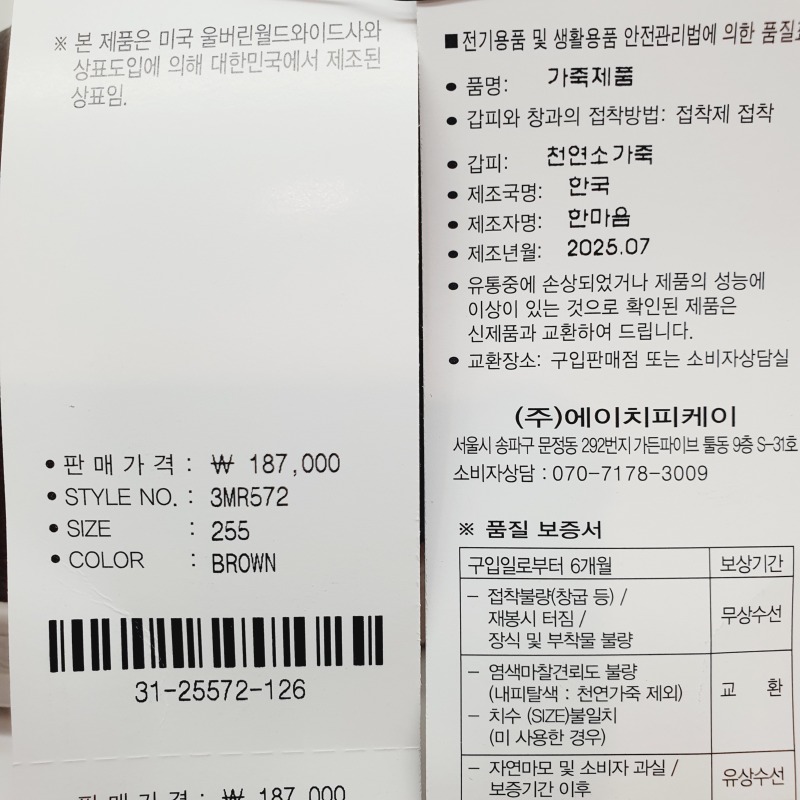 ※ 본 제품은 미국 울버린월드와이드사와
상표도입에 의해 대한민국에서 제조된
상표임.
• 판 매 가 격 : ₩ 187,000
• STYLE NO. : 3MR572
• SIZE : 255
• COLOR : BROWN
31-25572-126
판 매 가 격 : ₩ 187,000
■ 전기용품 및 생활용품 안전관리법에 의한 품질
• 품명: 가죽제품
• 갑피와 창과의 접착방법: 접착제 접착
• 갑피: 천연소가죽
• 제조국명: 한국
• 제조자명: 한마음
• 제조년월: 2025.07
• 유통중에 손상되었거나 제품의 성능에
이상이 있는 것으로 확인된 제품은
신제품과 교환하여 드립니다.
• 교환장소: 구입판매점 또는 소비자상담실
(주)에이치피케이
서울시 송파구 문정동 292번지 가든파이브 툴동 9층 S-31호
소비자상담 : 070-7178-3009
※ 품질 보증서
구입일로부터 6개월 보상기간
- 접착불량(창굽 등) /
재봉시 터짐 /
장식 및 부착물 불량
무상수선
- 염색마찰견뢰도 불량
(내피탈색 : 천연가죽 제외)
- 치수 (SIZE)불일치
(미 사용한 경우)
교 환
- 자연마모 및 소비자 과실 /
보증기간 이후
유상수선